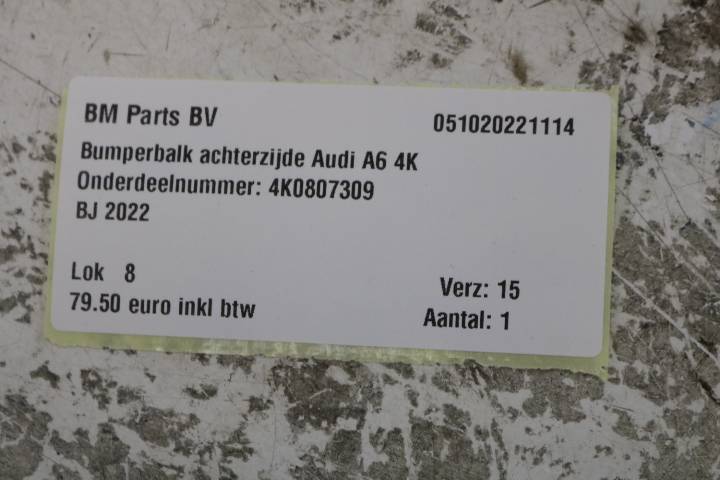 BM Parts BV 051020221114
Bumperbalk achterzijde Audi A6 4K
Onderdeelnummer: 4K0807309
BJ 2022
Lok 8 Verz: 15
79.50 euro inkl btw Aantal: 1